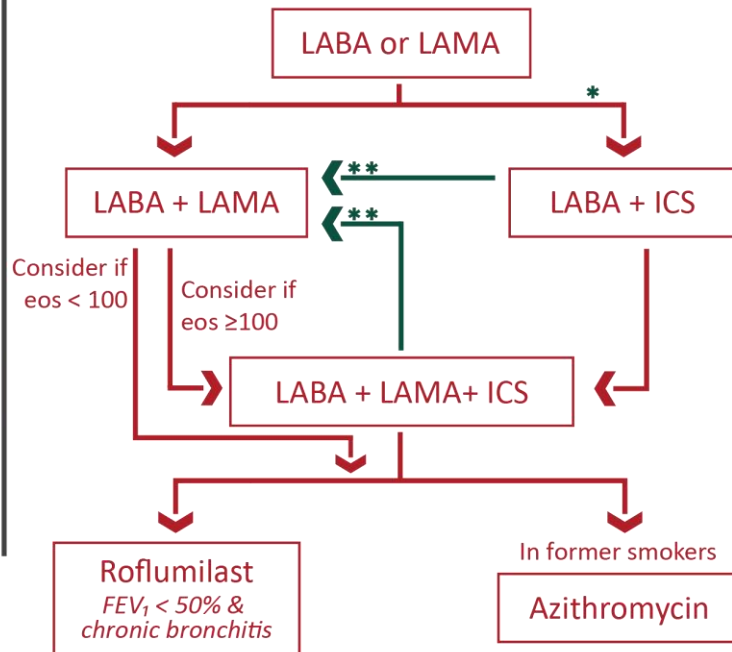 LABA or LAMA
*
LABA + LAMA
**
**
LABA + ICS
Consider if
eos < 100
Consider if
eos ≥100
LABA + LAMA+ ICS
Roflumilast
FEV₁ < 50% &
chronic bronchitis
In former smokers
Azithromycin